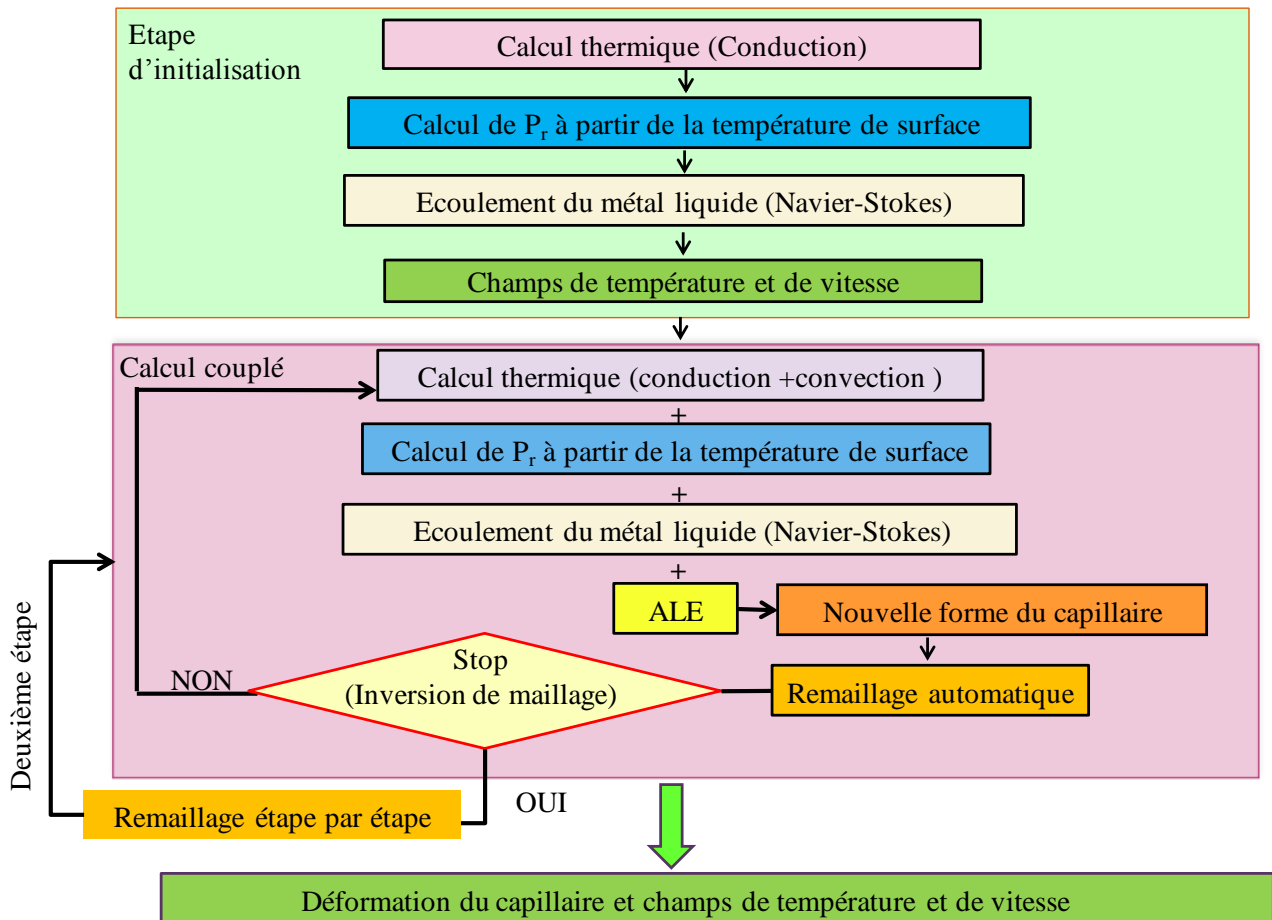 Etape
d’initialisation
Calcul thermique (Conduction)
Calcul de Pr à partir de la température de surface
Ecoulement du métal liquide (Navier-Stokes)
Champs de température et de vitesse
Calcul couplé
Calcul thermique (conduction +convection )
+
Calcul de Pr à partir de la température de surface
+
Ecoulement du métal liquide (Navier-Stokes)
+
ALE
Nouvelle forme du capillaire
Remaillage automatique
Stop
(Inversion de maillage)
NON
OUI
Remaillage étape par étape
Deuxième étape
Déformation du capillaire et champs de température et de vitesse